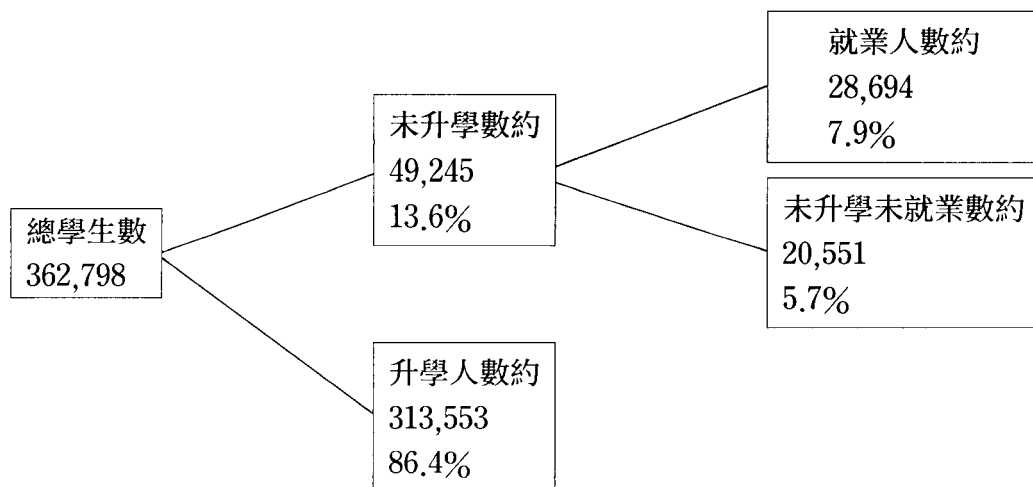 總學生數
362,798
未升學數約
49,245
13.6%
升學人數約
313,553
86.4%
就業人數約
28,694
7.9%
未升學未就業數約
20,551
5.7%